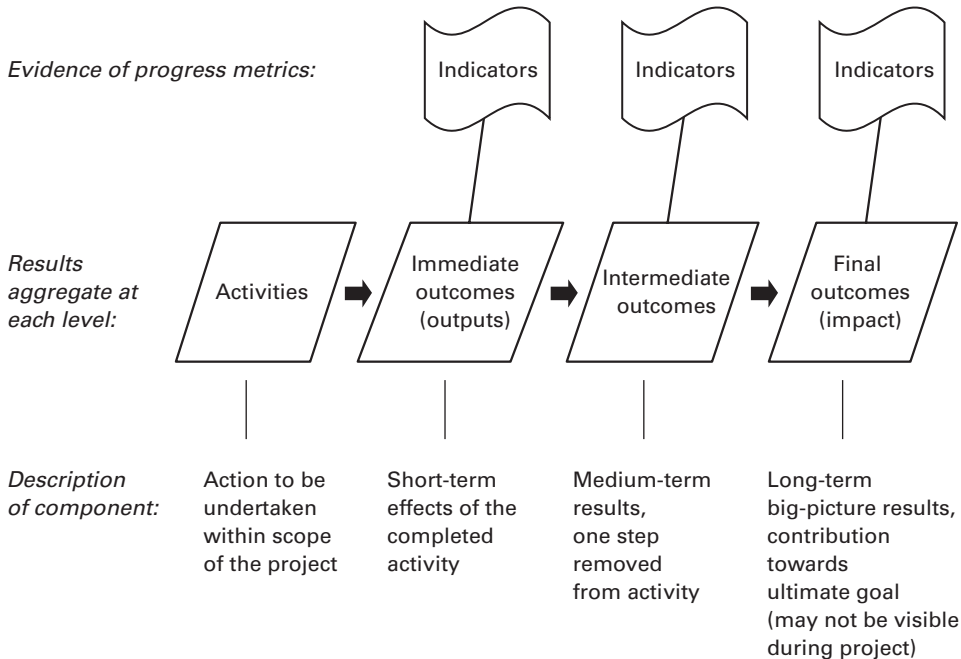 Evidence of progress metrics:
Indicators
Indicators
Indicators
Results
aggregate at
each level:
Activities
Immediate
outcomes
(outputs)
Intermediate
outcomes
Final
outcomes
(impact)
Description
of component:
Action to be
undertaken
within scope
of the project
Short-term
effects of the
completed
activity
Medium-term
results,
one step
removed
from activity
Long-term
big-picture results,
contribution
towards
ultimate goal
(may not be visible
during project)